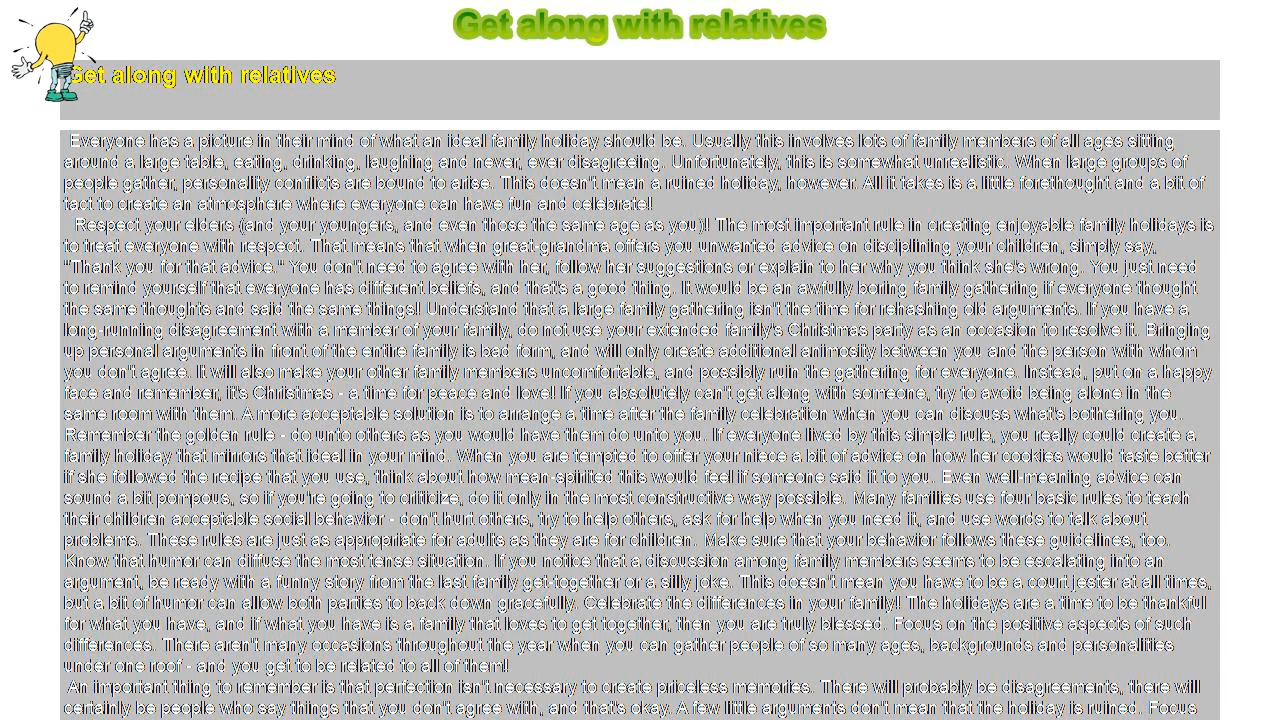 Get along with relatives
Get along with relatives
Everyone has a picture in their mind of what an ideal family holiday should be. Usually this involves lots of family members of all ages sitting
around a large table, eating, drinking, laughing and never, ever disagreeing. Unfortunately, this is somewhat unrealistic. When large groups of
people gather, personality conflicts are bound to arise. This doesn't mean a ruined holiday, however. All it takes is a little forethought and a bit of
tact to create an atmosphere where everyone can have fun and celebrate!
Respect your elders (and your youngers, and even those the same age as you)! The most important rule in creating enjoyable family holidays is
to treat everyone with respect. That means that when great-grandma offers you unwanted advice on disciplining your children, simply say,
"Thank you for that advice." You don't need to agree with her, follow her suggestions or explain to her why you think she's wrong. You just need
to remind yourself that everyone has different beliefs, and that's a good thing. It would be an awfully boring family gathering if everyone thought
the same thoughts and said the same things! Understand that a large family gathering isn't the time for rehashing old arguments. If you have a
long-running disagreement with a member of your family, do not use your extended family's Christmas party as an occasion to resolve it. Bringing
up personal arguments in front of the entire family is bad form, and will only create additional animosity between you and the person with whom
you don't agree. It will also make your other family members uncomfortable, and possibly ruin the gathering for everyone. Instead, put on a happy
face and remember, it's Christmas - a time for peace and love! If you absolutely can't get along with someone, try to avoid being alone in the
same room with them. A more acceptable solution is to arrange a time after the family celebration when you can discuss what's bothering you.
Remember the golden rule - do unto others as you would have them do unto you. If everyone lived by this simple rule, you really could create a
family holiday that mirrors that ideal in your mind. When you are tempted to offer your niece a bit of advice on how her cookies would taste better
if she followed the recipe that you use, think about how mean-spirited this would feel if someone said it to you. Even well-meaning advice can
sound a bit pompous, so if you're going to criticize, do it only in the most constructive way possible. Many families use four basic rules to teach
their children acceptable social behavior - don't hurt others, try to help others, ask for help when you need it, and use words to talk about
problems. These rules are just as appropriate for adults as they are for children. Make sure that your behavior follows these guidelines, too.
Know that humor can diffuse the most tense situation. If you notice that a discussion among family members seems to be escalating into an
argument, be ready with a funny story from the last family get-together or a silly joke. This doesn't mean you have to be a court jester at all times,
but a bit of humor can allow both parties to back down gracefully. Celebrate the differences in your family! The holidays are a time to be thankful
for what you have, and if what you have is a family that loves to get together, then you are truly blessed. Focus on the positive aspects of such
differences. There aren't many occasions throughout the year when you can gather people of so many ages, backgrounds and personalities
under one roof - and you get to be related to all of them!
An important thing to remember is that perfection isn't necessary to create priceless memories. There will probably be disagreements, there will
certainly be people who say things that you don't agree with, and that's okay. A few little arguments don't mean that the holiday is ruined. Focus